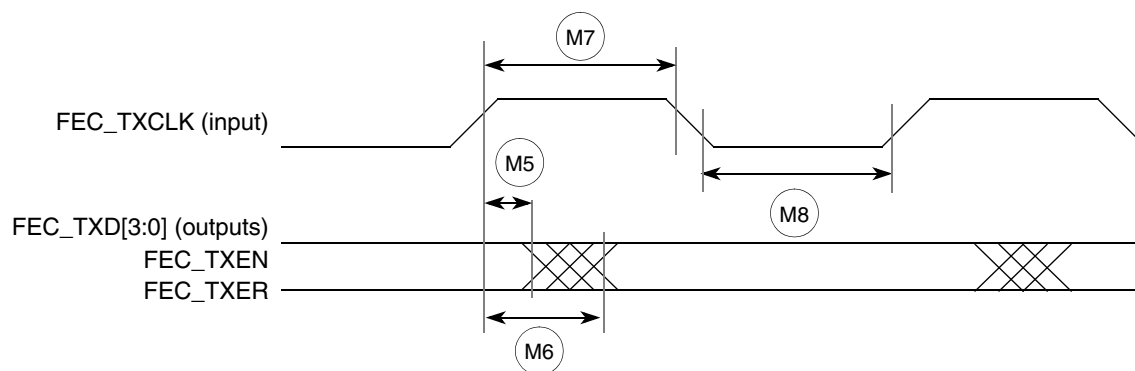 M7
FEC_TXCLK (input)
M5
M8
FEC_TXD[3:0] (outputs)
FEC_TXEN
FEC_TXER
M6